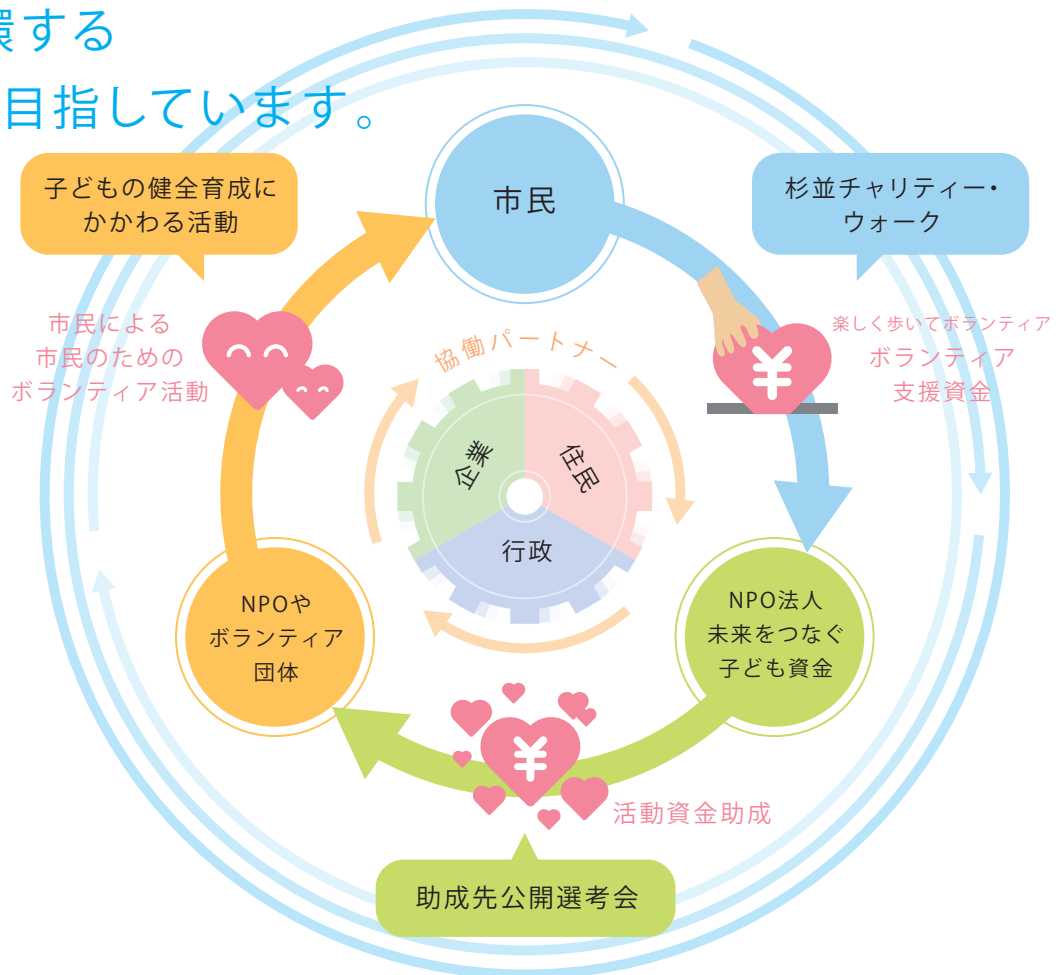 環する
目指しています。
市民
子どもの健全育成に
かかわる活動
杉並チャリティー・
ウォーク
市民による
市民のための
ボランティア活動
楽しく歩いてボランティア
ボランティア
支援資金
¥
協働パートナー
企業
住民
行政
NPOや
ボランティア
団体
NPO法人
未来をつなぐ
子ども資金
¥
活動資金助成
助成先公開選考会